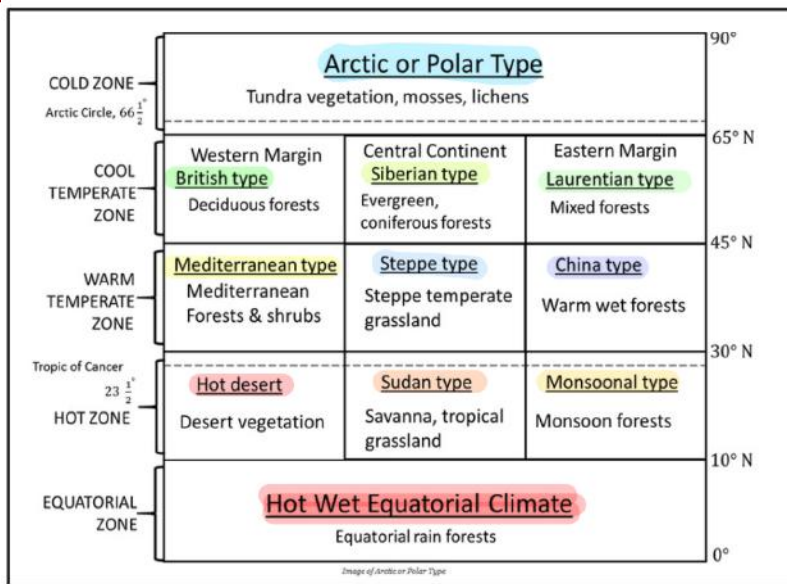 90°
Arctic or Polar Type
COLD ZONE
Tundra vegetation, mosses, lichens
Arctic Circle, 66 1/2°
65° N
Western Margin
Central Continent
Eastern Margin
COOL
TEMPERATE
ZONE
British type
Siberian type
Laurentian type
Deciduous forests
Evergreen,
coniferous forests
Mixed forests
45° N
WARM
TEMPERATE
ZONE
Mediterranean type
Steppe type
China type
Mediterranean
Forests & shrubs
Steppe temperate
grassland
Warm wet forests
30° N
Tropic of Cancer
23 1/2°
HOT ZONE
Hot desert
Sudan type
Monsoonal type
Desert vegetation
Savanna, tropical
grassland
Monsoon forests
10° N
EQUATORIAL
ZONE
Hot Wet Equatorial Climate
Equatorial rain forests
0°
Image of Arctic or Polar Type